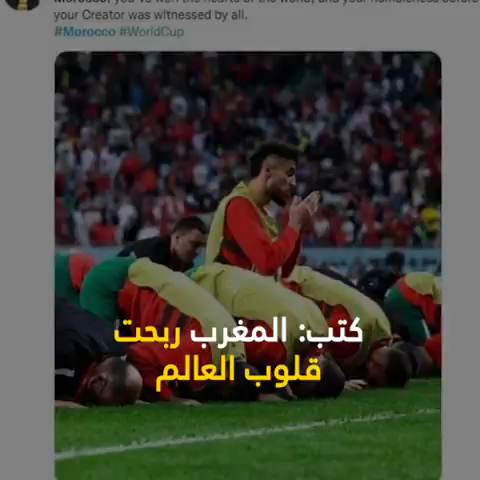 your Creator was witnessed by all.
#Morocco #WorldCup
كتب: المغرب ربحت
قلوب العالم